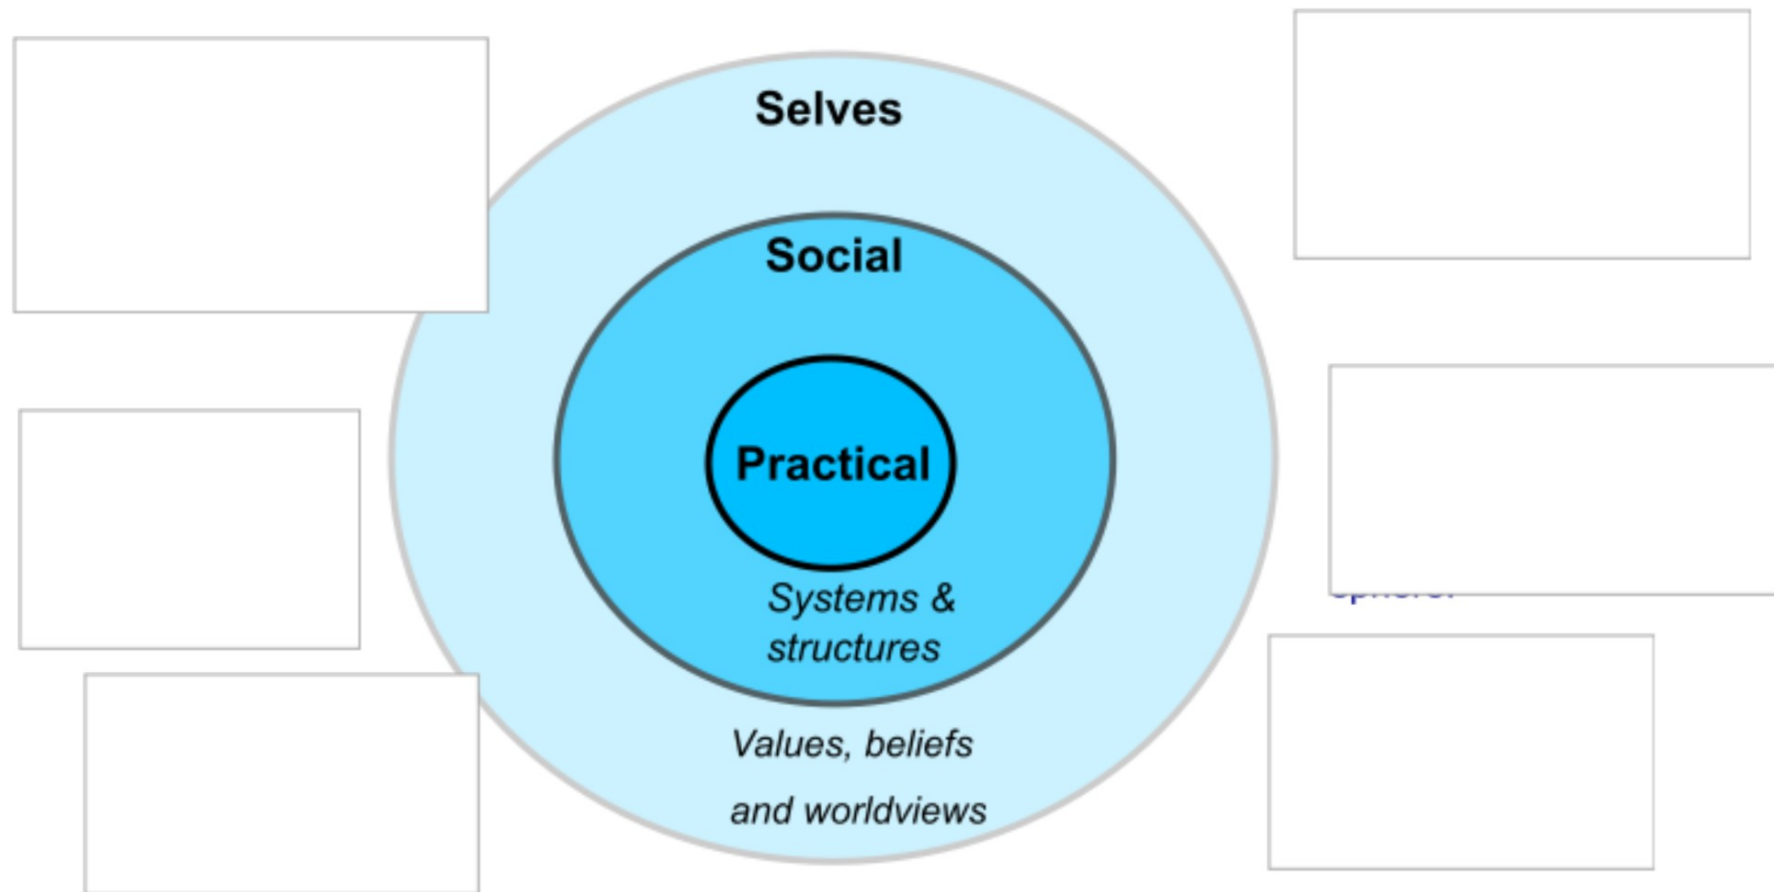 Selves
Social
Practical
Systems &
structures
Values, beliefs
and worldviews